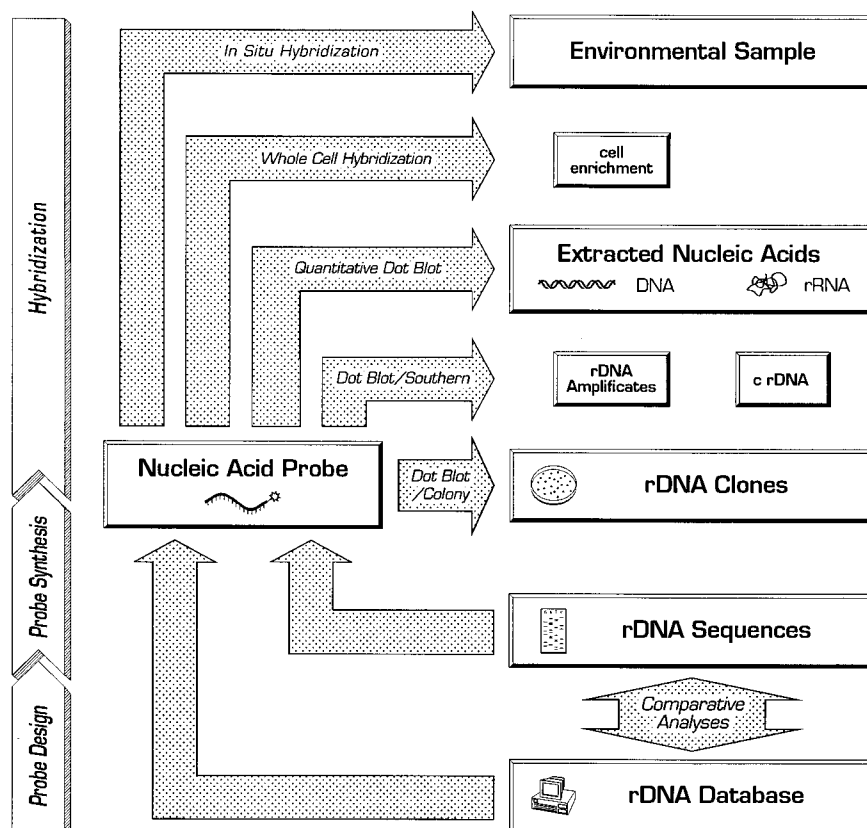 In Situ Hybridization
Environmental Sample
Whole Cell Hybridization
cell
enrichment
Hybridization
Quantitative Dot Blot
Extracted Nucleic Acids
DNA
rRNA
Dot Blot/Southern
rDNA
Amplificates
c rDNA
Nucleic Acid Probe
Dot Blot
/Colony
rDNA Clones
Probe Synthesis
rDNA Sequences
Comparative
Analyses
Probe Design
rDNA Database